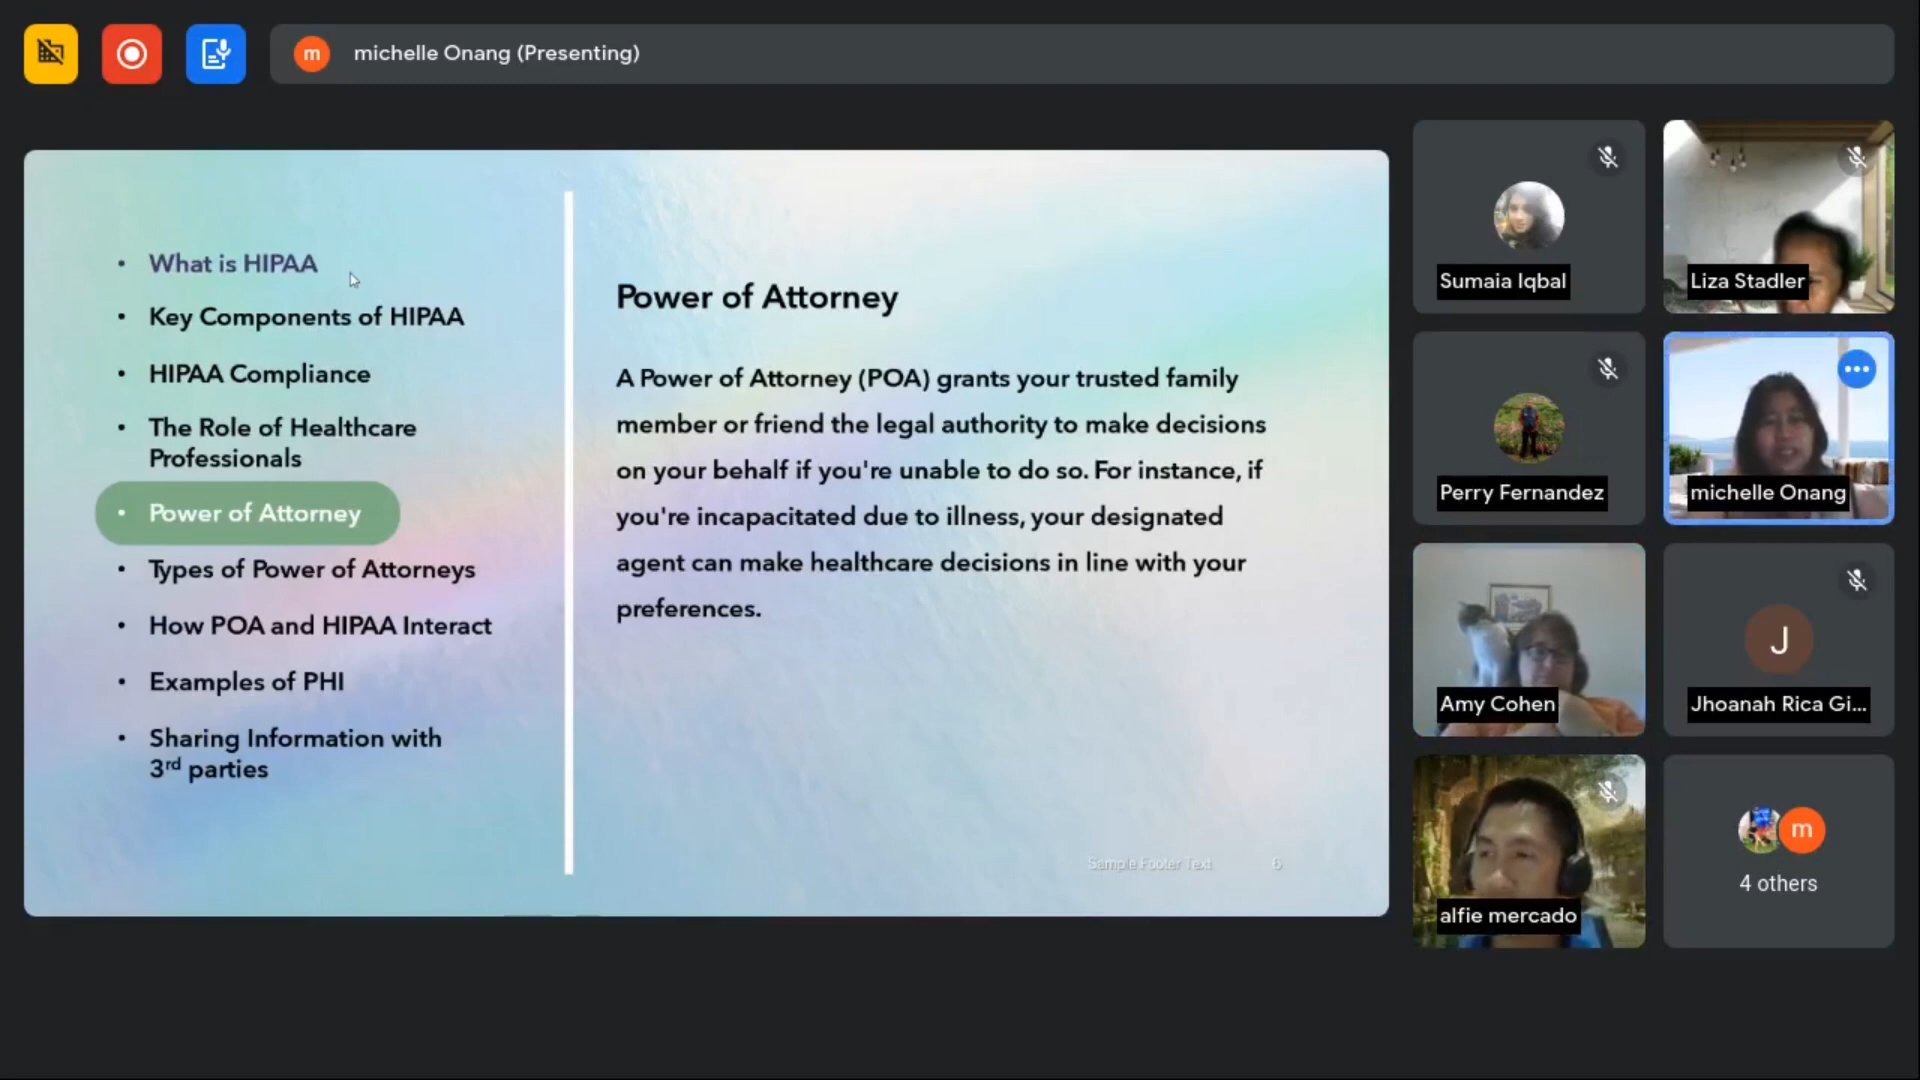 m michelle Onang (Presenting)
• What is HIPAA
• Key Components of HIPAA
• HIPAA Compliance
• The Role of Healthcare
Professionals
• Power of Attorney
• Types of Power of Attorneys
• How POA and HIPAA Interact
• Examples of PHI
• Sharing Information with
3rd parties
Power of Attorney
A Power of Attorney (POA) grants your trusted family
member or friend the legal authority to make decisions
on your behalf if you're unable to do so. For instance, if
you're incapacitated due to illness, your designated
agent can make healthcare decisions in line with your
preferences.
Sample Footer Text 6
Sumaia Iqbal
Liza Stadler
Perry Fernandez
michelle Onang
Amy Cohen
J
Jhoanah Rica Gi...
alfie mercado
m
4 others